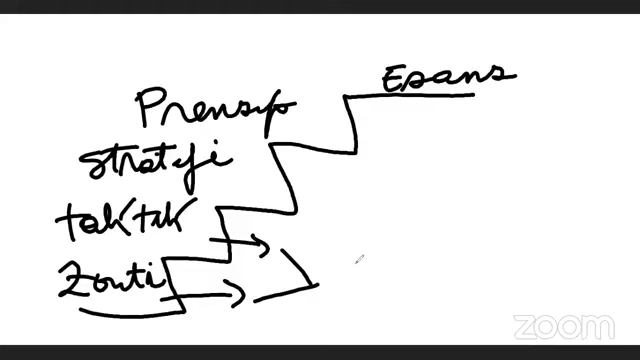 Esans
Prensip
Strateji
taktik
Zouti
zoom